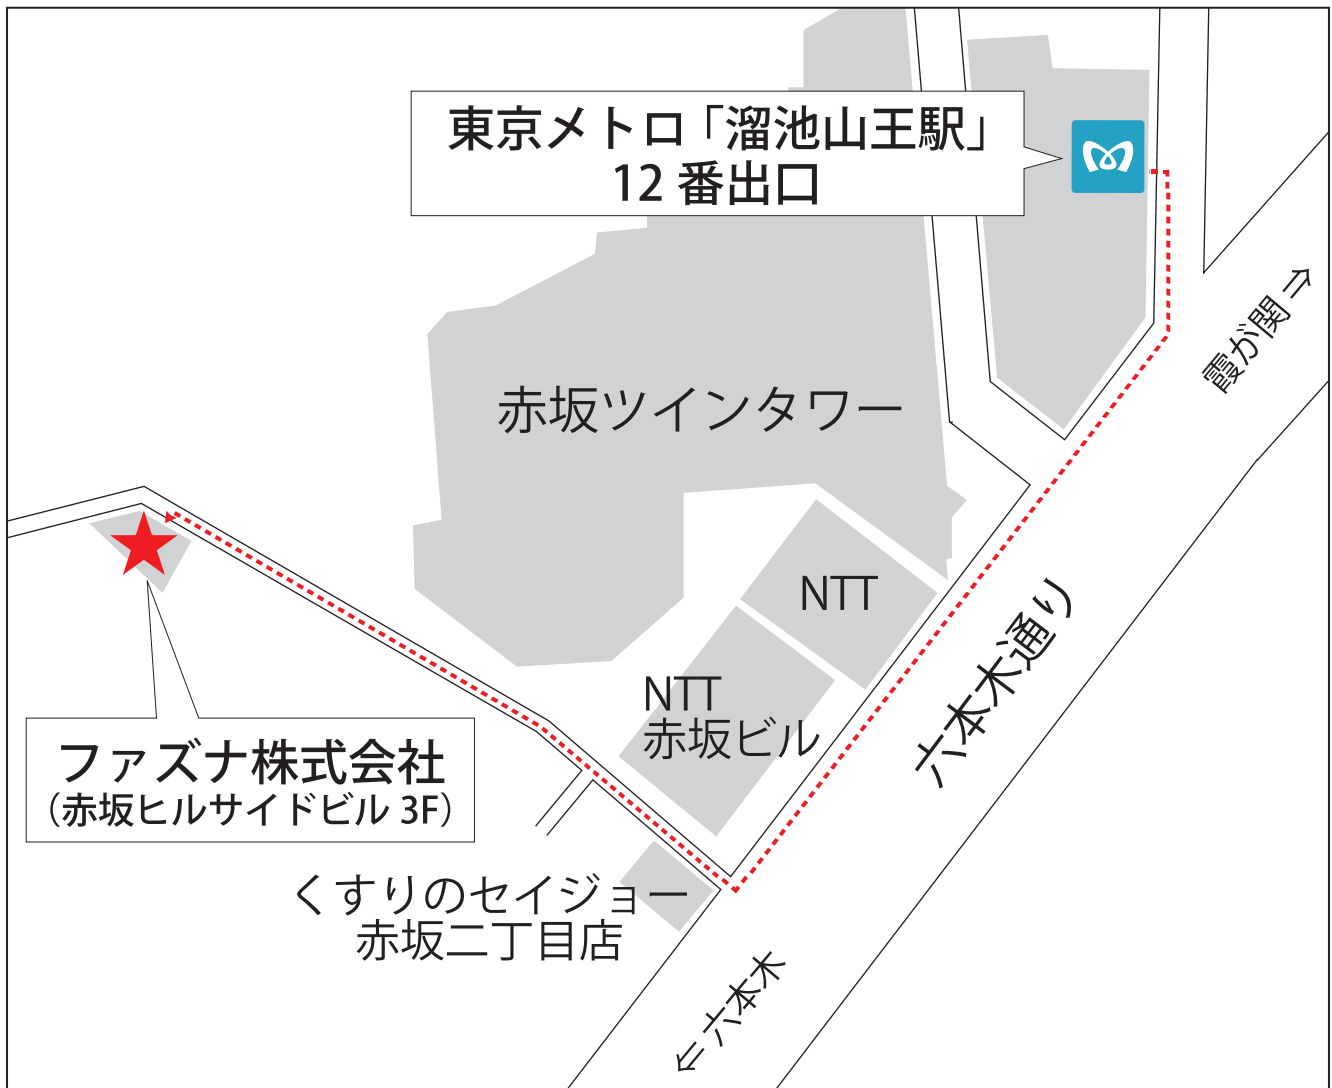 東京メトロ「溜池山王駅」
12 番出口
霞が関 ⇒
赤坂ツインタワー
NTT
六本木通り
NTT
赤坂ビル
ファズナ株式会社
（赤坂ヒルサイドビル 3F）
くすりのセイジョー
赤坂二丁目店
⇐ 六本木